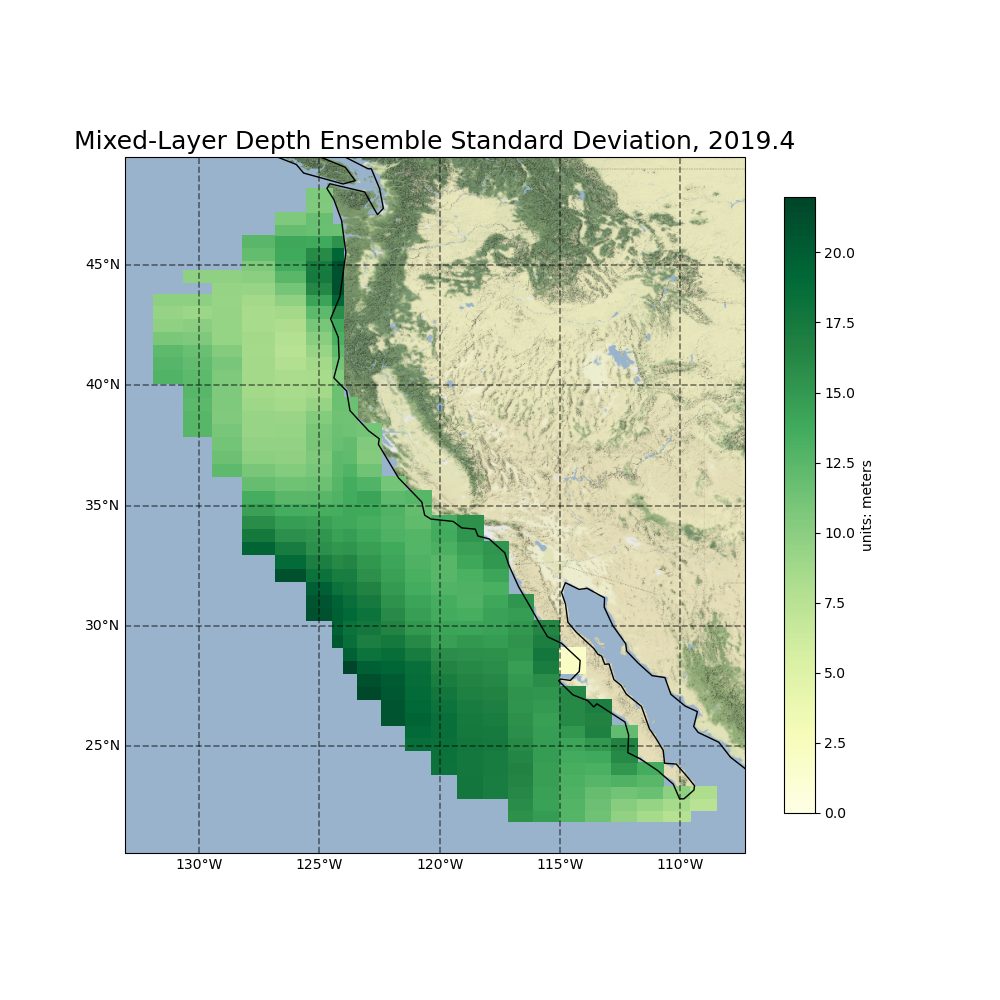 Mixed-Layer Depth Ensemble Standard Deviation, 2019.4
45°N
40°N
35°N
30°N
25°N
130°W
125°W
120°W
115°W
110°W
20.0
17.5
15.0
12.5
10.0
7.5
5.0
2.5
0.0
units: meters